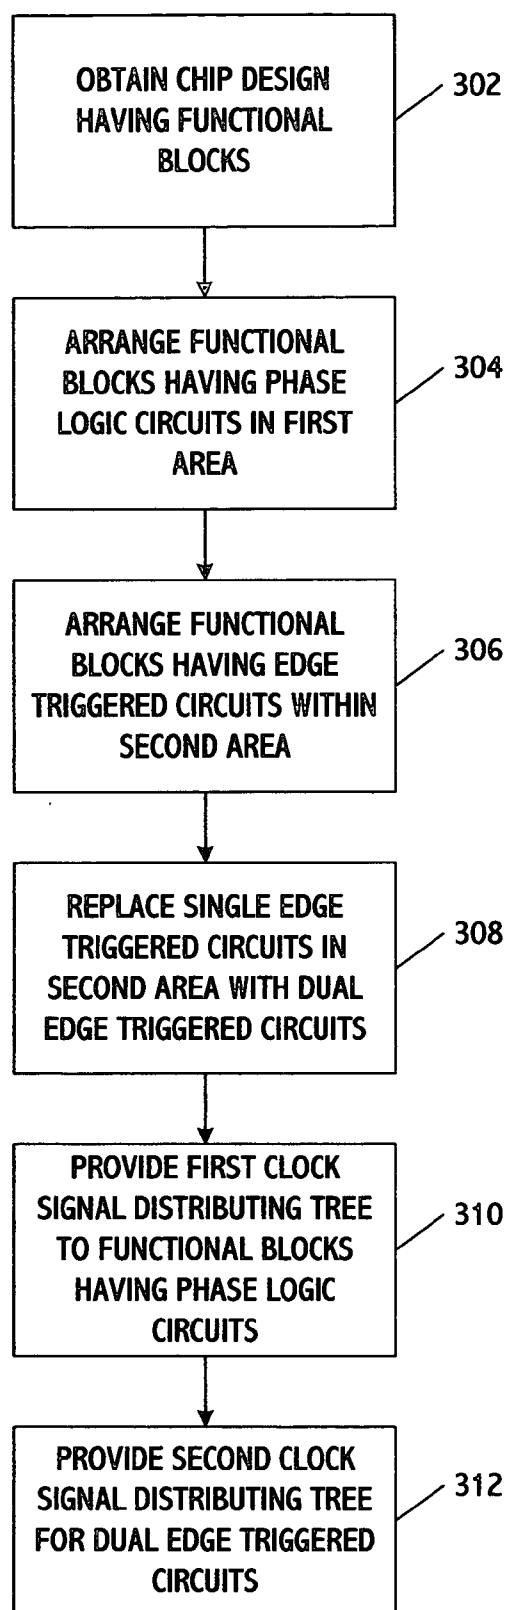 OBTAIN CHIP DESIGN
HAVING FUNCTIONAL
BLOCKS
302
ARRANGE FUNCTIONAL
BLOCKS HAVING PHASE
LOGIC CIRCUITS IN FIRST
AREA
304
ARRANGE FUNCTIONAL
BLOCKS HAVING EDGE
TRIGGERED CIRCUITS WITHIN
SECOND AREA
306
REPLACE SINGLE EDGE
TRIGGERED CIRCUITS IN
SECOND AREA WITH DUAL
EDGE TRIGGERED CIRCUITS
308
PROVIDE FIRST CLOCK
SIGNAL DISTRIBUTING TREE
TO FUNCTIONAL BLOCKS
HAVING PHASE LOGIC
CIRCUITS
310
PROVIDE SECOND CLOCK
SIGNAL DISTRIBUTING TREE
FOR DUAL EDGE TRIGGERED
CIRCUITS
312